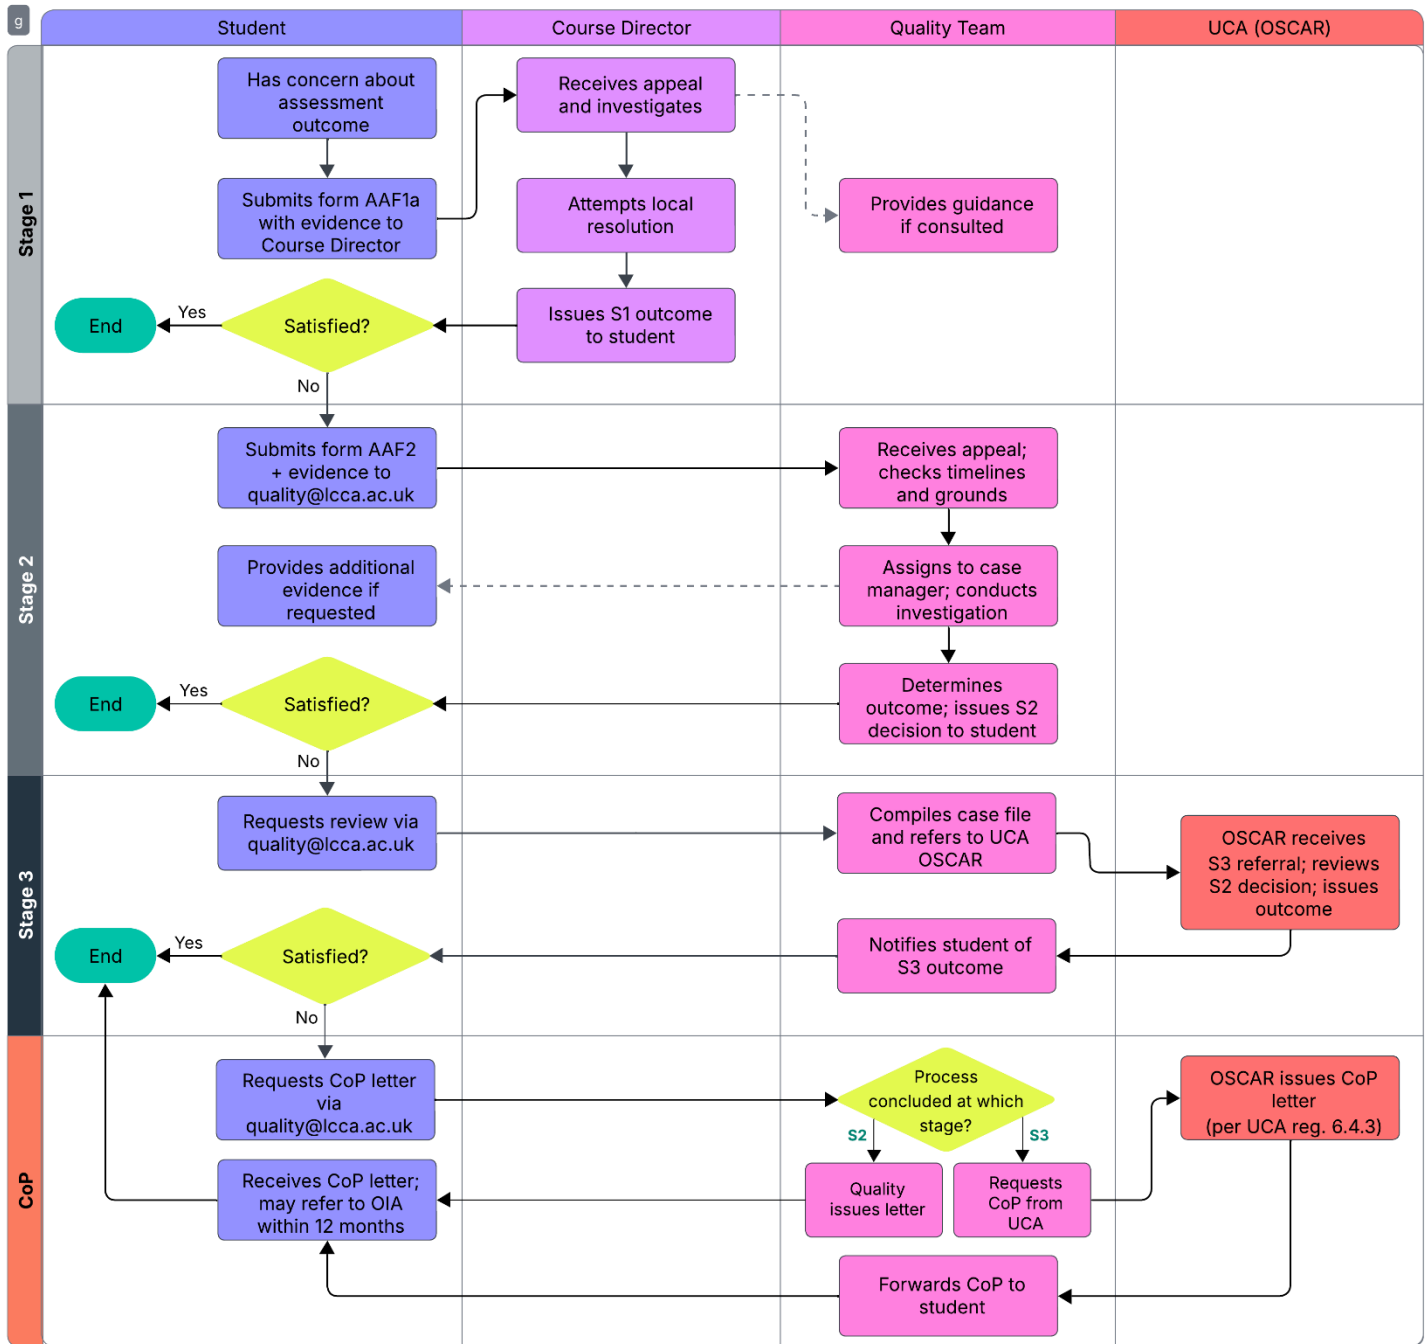 g
Student
Course Director
Quality Team
UCA (OSCAR)
Stage 1
Has concern about
assessment
outcome
Receives appeal
and investigates
Submits form AAF1a
with evidence to
Course Director
Attempts local
resolution
Provides guidance
if consulted
End
Yes
Satisfied?
Issues S1 outcome
to student
No
Stage 2
Submits form AAF2
+ evidence to
quality@lcca.ac.uk
Receives appeal;
checks timelines
and grounds
Provides additional
evidence if
requested
Assigns to case
manager; conducts
investigation
End
Yes
Satisfied?
Determines
outcome; issues S2
decision to student
No
Stage 3
Requests review via
quality@lcca.ac.uk
Compiles case file
and refers to UCA
OSCAR
OSCAR receives
S3 referral; reviews
S2 decision; issues
outcome
End
Yes
Satisfied?
Notifies student of
S3 outcome
No
CoP
Requests CoP letter
via
quality@lcca.ac.uk
Process
concluded at which
stage?
S2
S3
OSCAR issues CoP
letter
(per UCA reg. 6.4.3)
Receives CoP letter;
may refer to OIA
within 12 months
Quality
issues letter
Requests
CoP from
UCA
Forwards CoP to
student